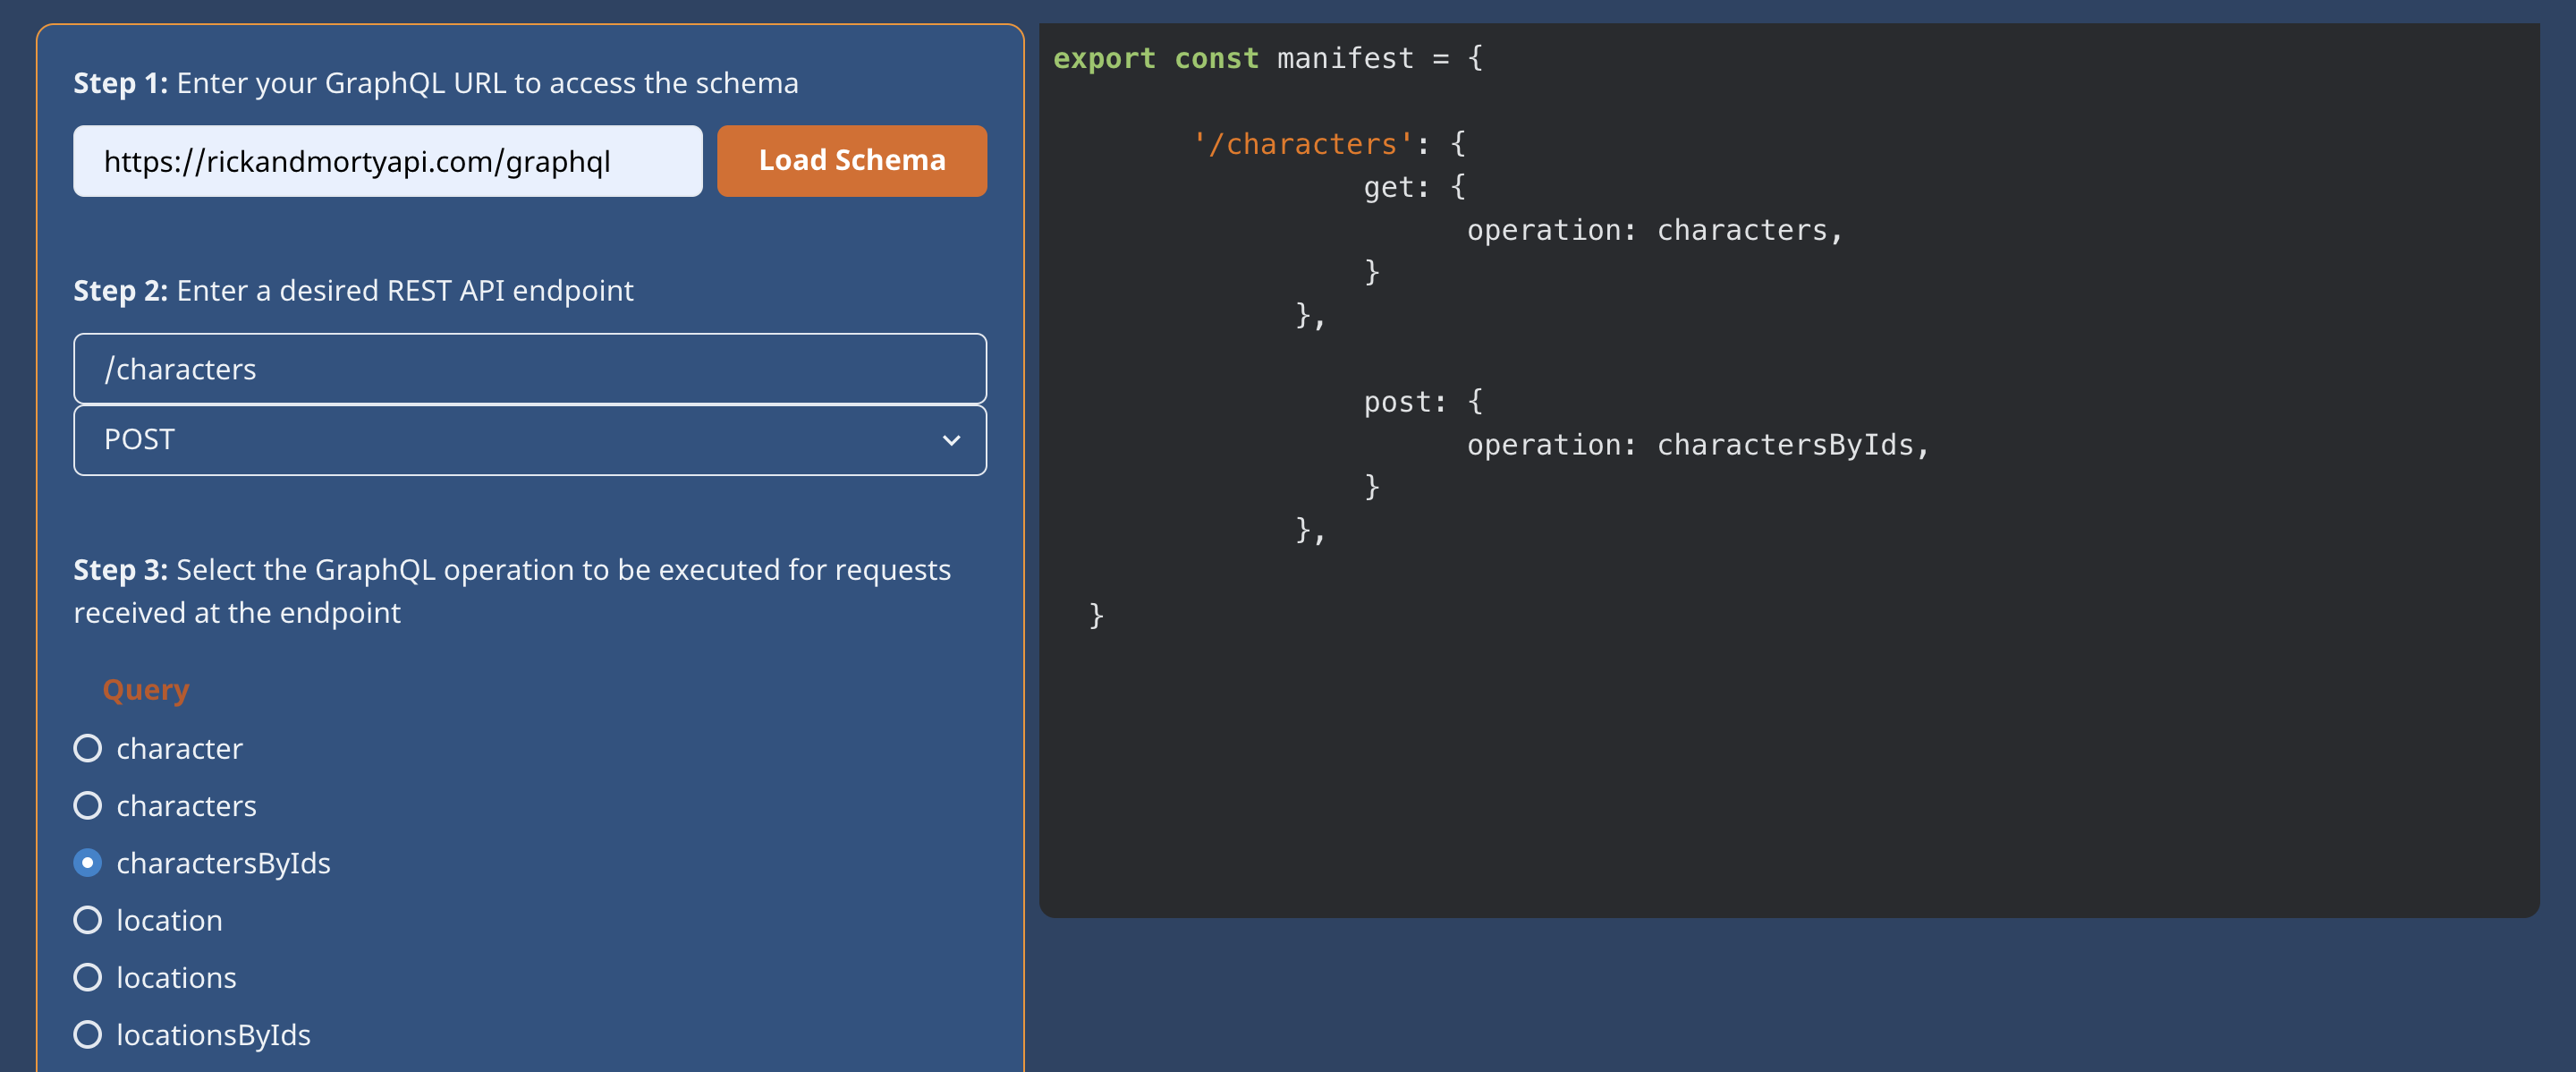 Step 1: Enter your GraphQL URL to access the schema
https://rickandmortyapi.com/graphql
Load Schema
Step 2: Enter a desired REST API endpoint
/characters
POST
Step 3: Select the GraphQL operation to be executed for requests
received at the endpoint
Query
character
characters
charactersByIds
location
locations
locationsByIds
export const manifest = {
'/characters': {
get: {
operation: characters,
}
},
post: {
operation: charactersByIds,
}
},
}